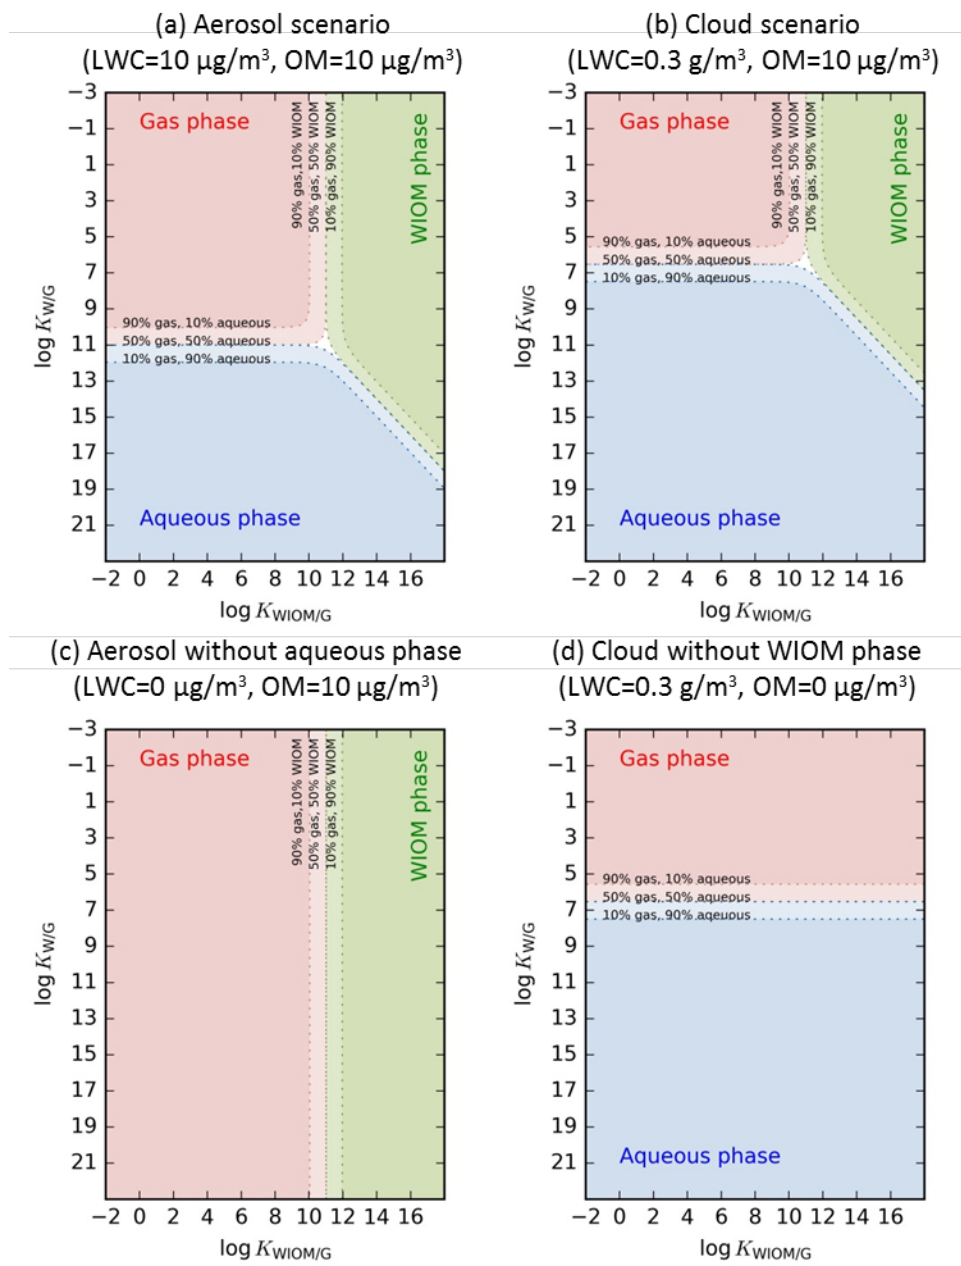 (a) Aerosol scenario
(LWC=10 µg/m³, OM=10 µg/m³)
−3
−1
1
3
5
7
9
11
13
15
17
19
21
log K_W/G
Gas phase
90% gas,10% WIOM
50% gas, 50% WIOM
10% gas, 90% WIOM
WIOM phase
90% gas, 10% aqueous
50% gas, 50% aqueous
10% gas, 90% aqeuous
Aqueous phase
−2 0 2 4 6 8 10 12 14 16
log K_WIOM/G
(b) Cloud scenario
(LWC=0.3 g/m³, OM=10 µg/m³)
−3
−1
1
3
5
7
9
11
13
15
17
19
21
log K_W/G
Gas phase
90% gas,10% WIOM
50% gas, 50% WIOM
10% gas, 90% WIOM
WIOM phase
90% gas, 10% aqueous
50% gas, 50% aqueous
10% gas, 90% aqeuous
Aqueous phase
−2 0 2 4 6 8 10 12 14 16
log K_WIOM/G
(c) Aerosol without aqueous phase
(LWC=0 µg/m³, OM=10 µg/m³)
−3
−1
1
3
5
7
9
11
13
15
17
19
21
log K_W/G
Gas phase
90% gas,10% WIOM
50% gas, 50% WIOM
10% gas, 90% WIOM
WIOM phase
−2 0 2 4 6 8 10 12 14 16
log K_WIOM/G
(d) Cloud without WIOM phase
(LWC=0.3 g/m³, OM=0 µg/m³)
−3
−1
1
3
5
7
9
11
13
15
17
19
21
log K_W/G
Gas phase
90% gas, 10% aqueous
50% gas, 50% aqueous
10% gas, 90% aqeuous
Aqueous phase
−2 0 2 4 6 8 10 12 14 16
log K_WIOM/G